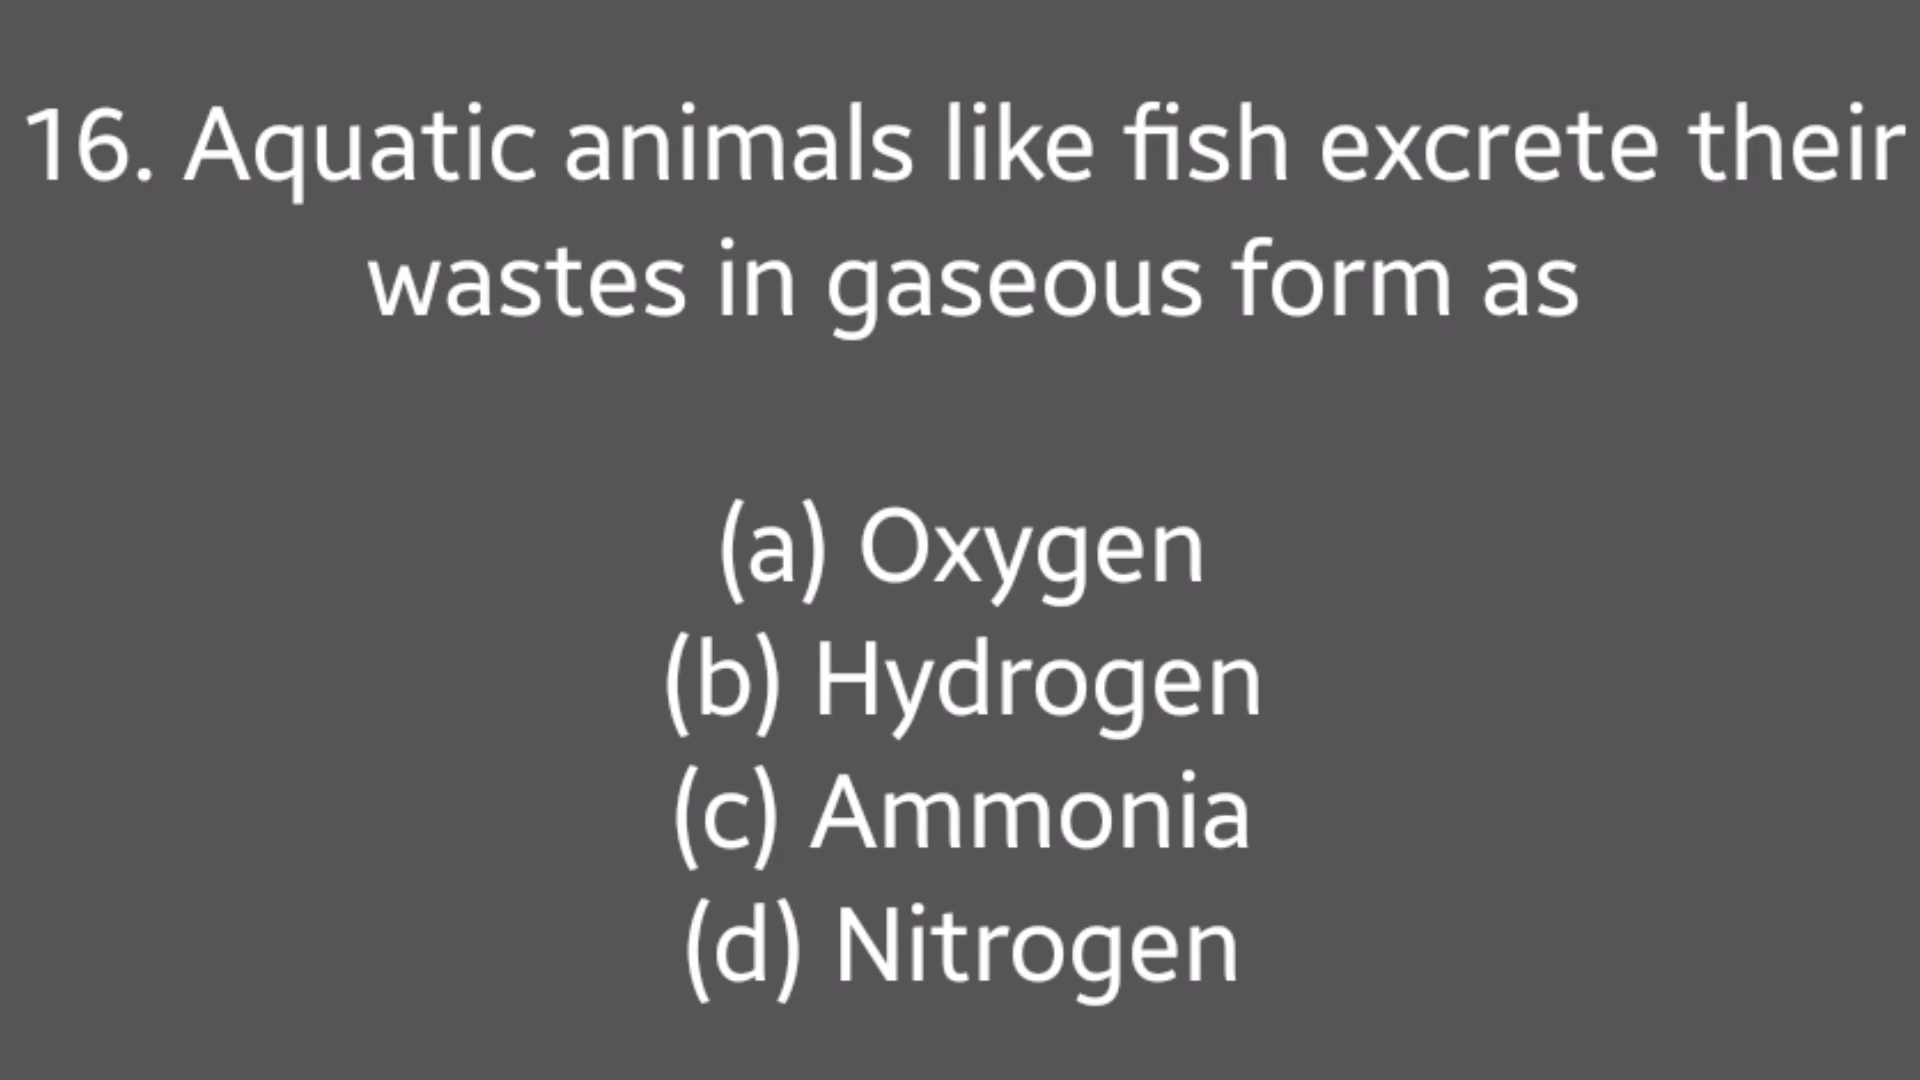 16. Aquatic animals like fish excrete their
wastes in gaseous form as
(a) Oxygen
(b) Hydrogen
(c) Ammonia
(d) Nitrogen